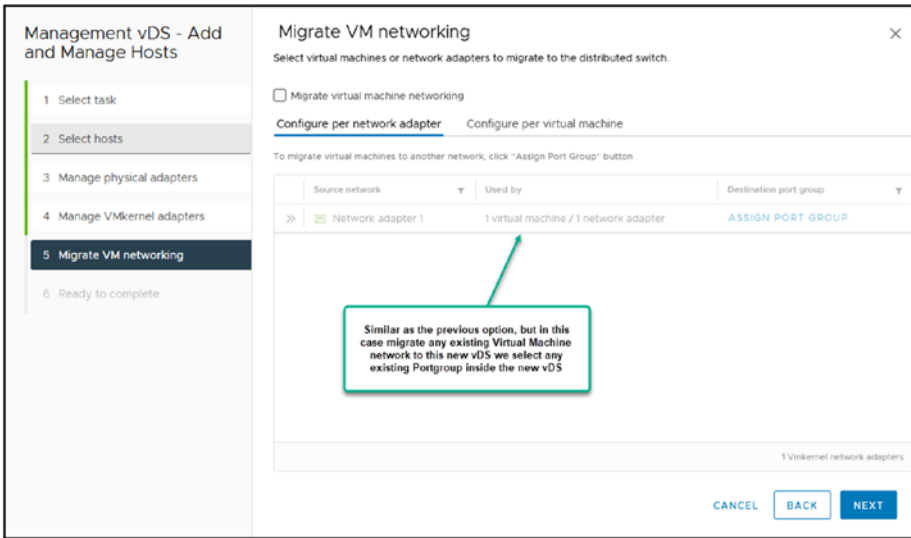 Management vDS - Add
and Manage Hosts
1 Select task
2 Select hosts
3 Manage physical adapters
4 Manage VMkernel adapters
5 Migrate VM networking
6 Ready to complete
Migrate VM networking
Select virtual machines or network adapters to migrate to the distributed switch.
Migrate virtual machine networking
Configure per network adapter Configure per virtual machine
To migrate virtual machines to another network, click "Assign Port Group" button
Source network Used by Destination port group
Network adapter 1 1 virtual machine / 1 network adapter ASSIGN PORT GROUP
Similar as the previous option, but in this
case migrate any existing Virtual Machine
network to this new vDS we select any
existing Portgroup inside the new vDS
1 Vmkernel network adapters
CANCEL BACK NEXT